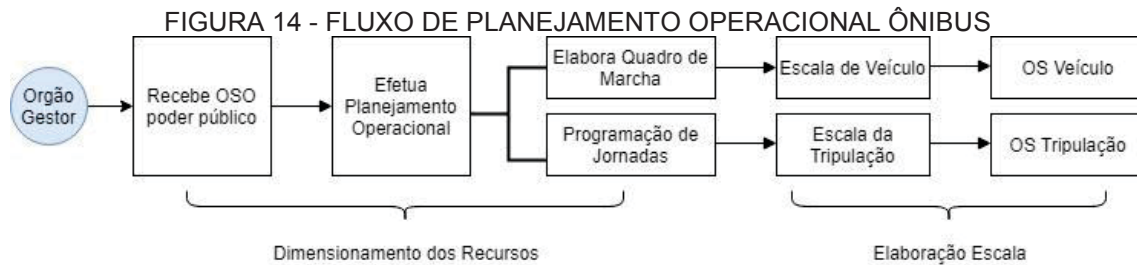 FIGURA 14 - FLUXO DE PLANEJAMENTO OPERACIONAL ÔNIBUS
Orgão
Gestor
Recebe OSO
poder público
Efetua
Planejamento
Operacional
Elabora Quadro de
Marcha
Escala de Veículo
OS Veículo
Programação de
Jornadas
Escala da
Tripulação
OS Tripulação
Dimensionamento dos Recursos
Elaboração Escala